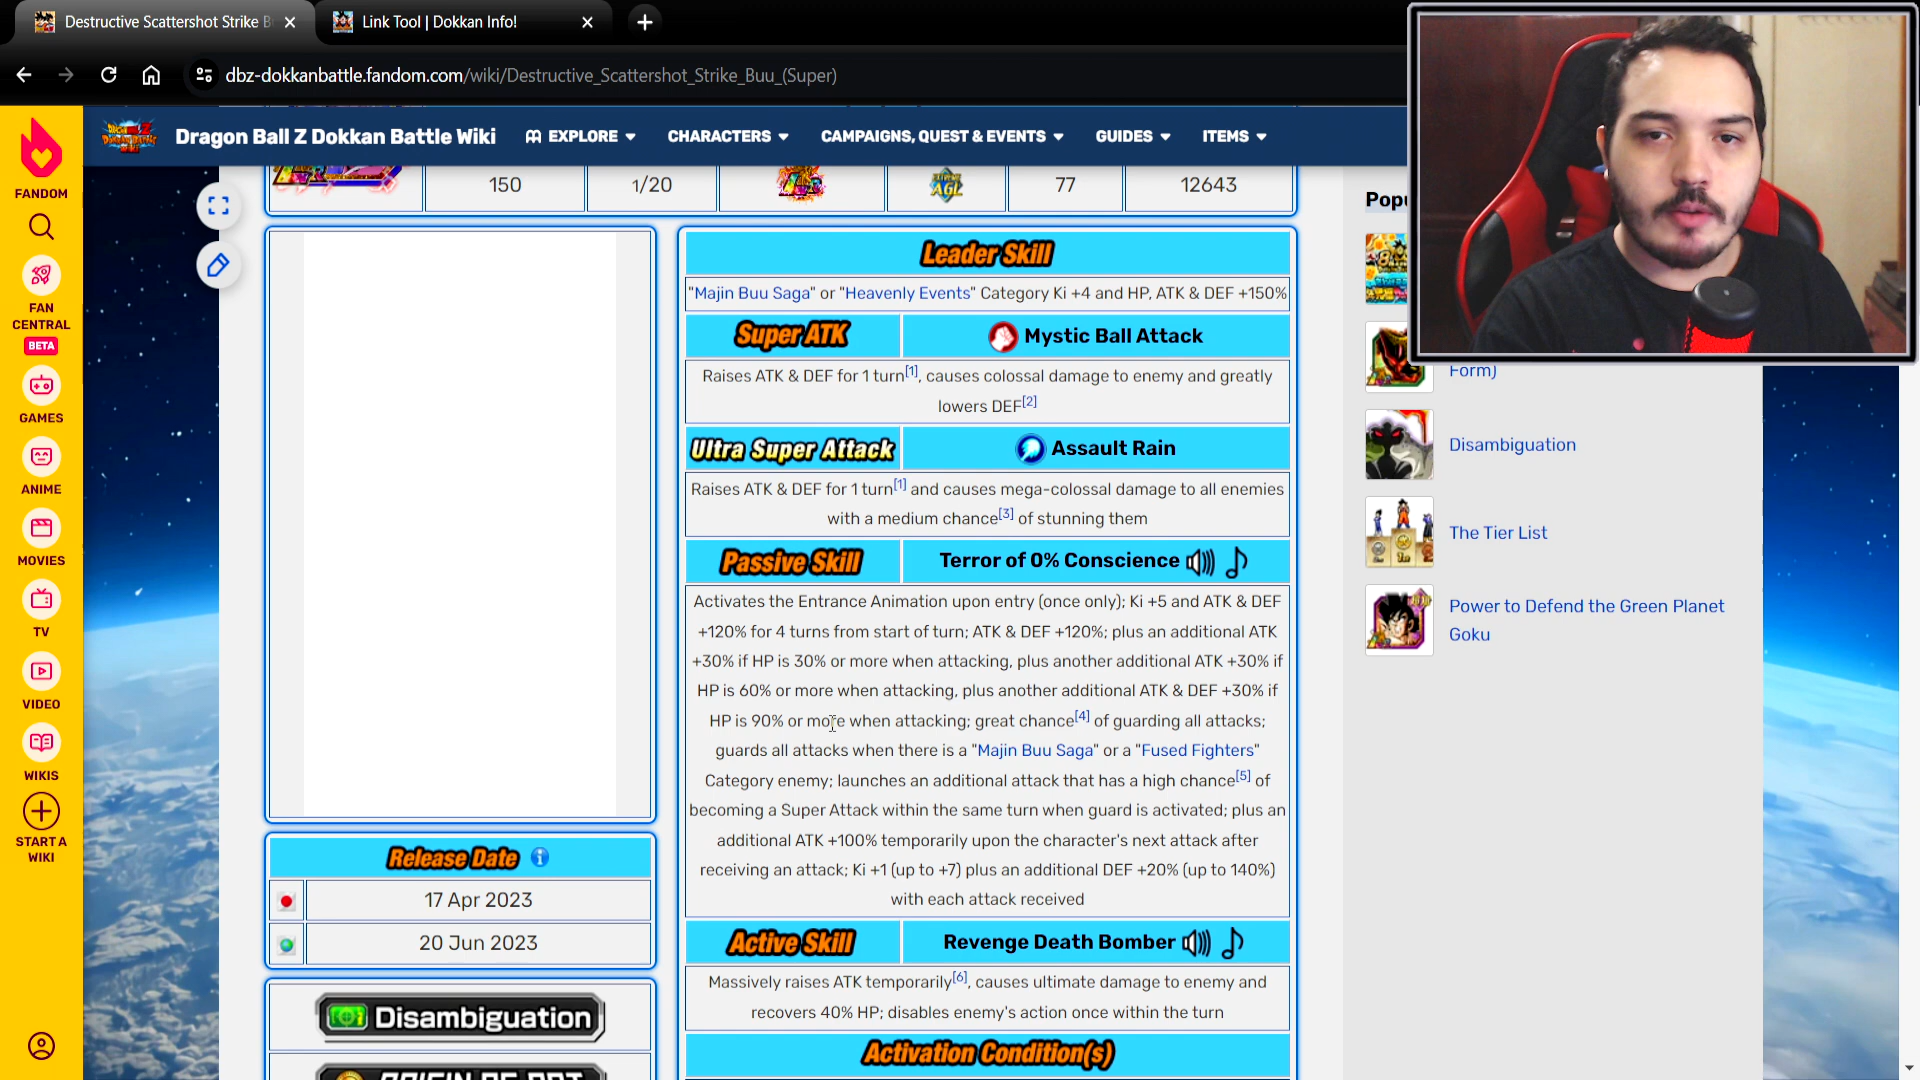 Destructive Scattershot Strike B
Link Tool | Dokkan Info!
dbz-dokkanbattle.fandom.com/wiki/Destructive_Scattershot_Strike_Buu_(Super)
FANDOM
FAN CENTRAL
BETA
GAMES
ANIME
MOVIES
TV
VIDEO
WIKIS
START A WIKI
Dragon Ball Z Dokkan Battle Wiki
EXPLORE
CHARACTERS
CAMPAIGNS, QUEST & EVENTS
GUIDES
ITEMS
150
1/20
77
12643
Leader Skill
"Majin Buu Saga" or "Heavenly Events" Category Ki +4 and HP, ATK & DEF +150%
Super ATK
Mystic Ball Attack
Raises ATK & DEF for 1 turn[1], causes colossal damage to enemy and greatly
lowers DEF[2]
Ultra Super Attack
Assault Rain
Raises ATK & DEF for 1 turn[1] and causes mega-colossal damage to all enemies
with a medium chance[3] of stunning them
Passive Skill
Terror of 0% Conscience
Activates the Entrance Animation upon entry (once only); Ki +5 and ATK & DEF
+120% for 4 turns from start of turn; ATK & DEF +120%; plus an additional ATK
+30% if HP is 30% or more when attacking, plus another additional ATK +30% if
HP is 60% or more when attacking, plus another additional ATK & DEF +30% if
HP is 90% or more when attacking; great chance[4] of guarding all attacks;
guards all attacks when there is a "Majin Buu Saga" or a "Fused Fighters"
Category enemy; launches an additional attack that has a high chance[5] of
becoming a Super Attack within the same turn when guard is activated; plus an
additional ATK +100% temporarily upon the character's next attack after
receiving an attack; Ki +1 (up to +7) plus an additional DEF +20% (up to 140%)
with each attack received
Active Skill
Revenge Death Bomber
Massively raises ATK temporarily[6], causes ultimate damage to enemy and
recovers 40% HP; disables enemy's action once within the turn
Activation Condition(s)
Release Date
17 Apr 2023
20 Jun 2023
Disambiguation
Popu
Form)
Disambiguation
The Tier List
Power to Defend the Green Planet
Goku